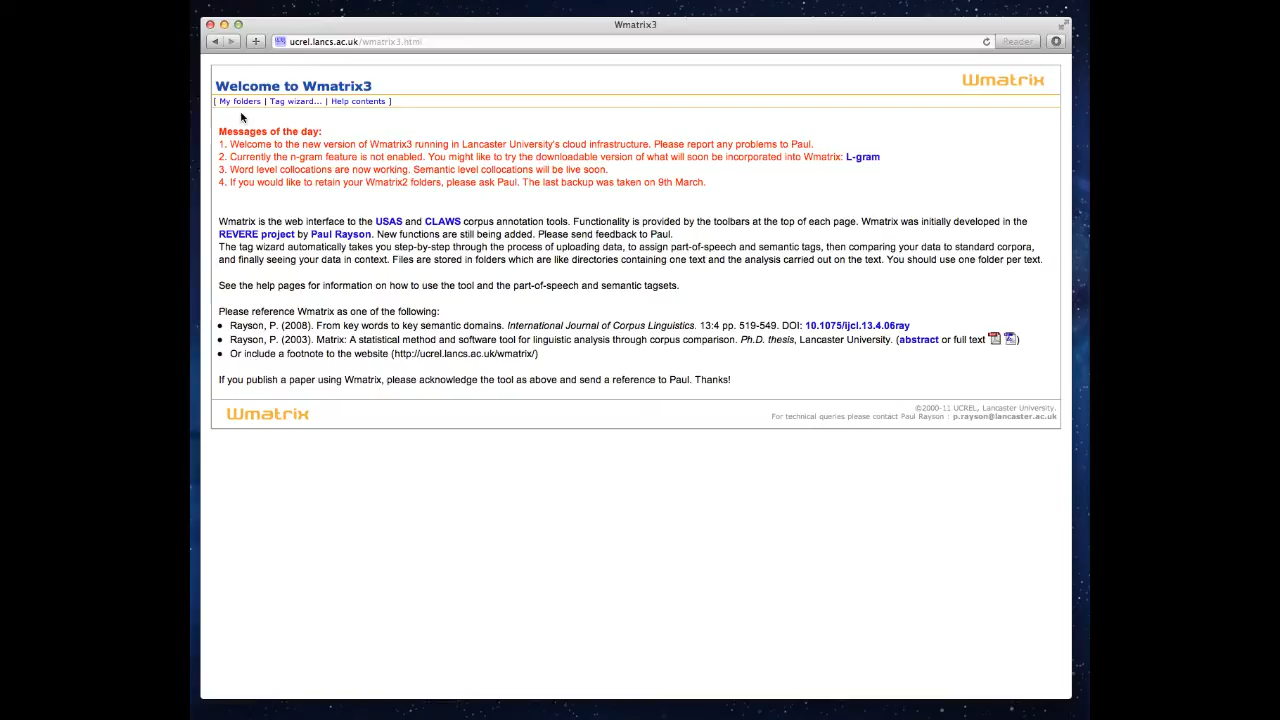 Wmatrix3
ucrel.lancs.ac.uk/wmatrix3.html
Reader
Welcome to Wmatrix3
Wmatrix
[ My folders | Tag wizard... | Help contents ]
Messages of the day:
1. Welcome to the new version of Wmatrix3 running in Lancaster University's cloud infrastructure. Please report any problems to Paul.
2. Currently the n-gram feature is not enabled. You might like to try the downloadable version of what will soon be incorporated into Wmatrix: L-gram
3. Word level collocations are now working. Semantic level collocations will be live soon.
4. If you would like to retain your Wmatrix2 folders, please ask Paul. The last backup was taken on 9th March.
Wmatrix is the web interface to the USAS and CLAWS corpus annotation tools. Functionality is provided by the toolbars at the top of each page. Wmatrix was initially developed in the
REVERE project by Paul Rayson. New functions are still being added. Please send feedback to Paul.
The tag wizard automatically takes you step-by-step through the process of uploading data, to assign part-of-speech and semantic tags, then comparing your data to standard corpora,
and finally seeing your data in context. Files are stored in folders which are like directories containing one text and the analysis carried out on the text. You should use one folder per text.
See the help pages for information on how to use the tool and the part-of-speech and semantic tagsets.
Please reference Wmatrix as one of the following:
• Rayson, P. (2008). From key words to key semantic domains. International Journal of Corpus Linguistics. 13:4 pp. 519-549. DOI: 10.1075/ijcl.13.4.06ray
• Rayson, P. (2003). Matrix: A statistical method and software tool for linguistic analysis through corpus comparison. Ph.D. thesis, Lancaster University. (abstract or full text )
• Or include a footnote to the website (http://ucrel.lancs.ac.uk/wmatrix/)
If you publish a paper using Wmatrix, please acknowledge the tool as above and send a reference to Paul. Thanks!
Wmatrix
©2000-11 UCREL, Lancaster University.
For technical queries please contact Paul Rayson : p.rayson@lancaster.ac.uk